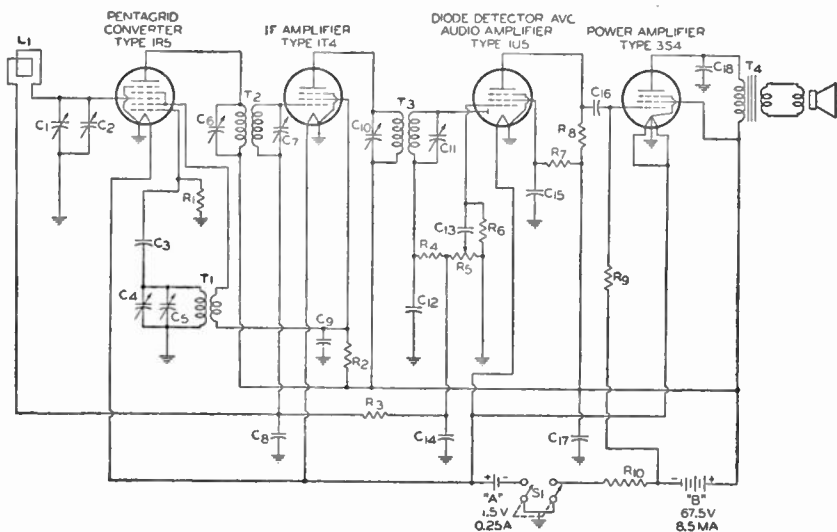 PENTAGRID
CONVERTER
TYPE 1R5
IF AMPLIFIER
TYPE 1T4
DIODE DETECTOR AVC
AUDIO AMPLIFIER
TYPE 1U5
POWER AMPLIFIER
TYPE 3S4
L1
C1
C2
C3
C4
C5
R1
T1
C6
T2
C7
C8
C9
R2
R3
C10
T3
C11
C12
R4
R5
C13
R6
C14
C15
R7
R8
C16
C17
R9
C18
T4
+ -
"A"
1.5V
0.25A
S1
R10
- +
"B"
67.5V
8.5MA